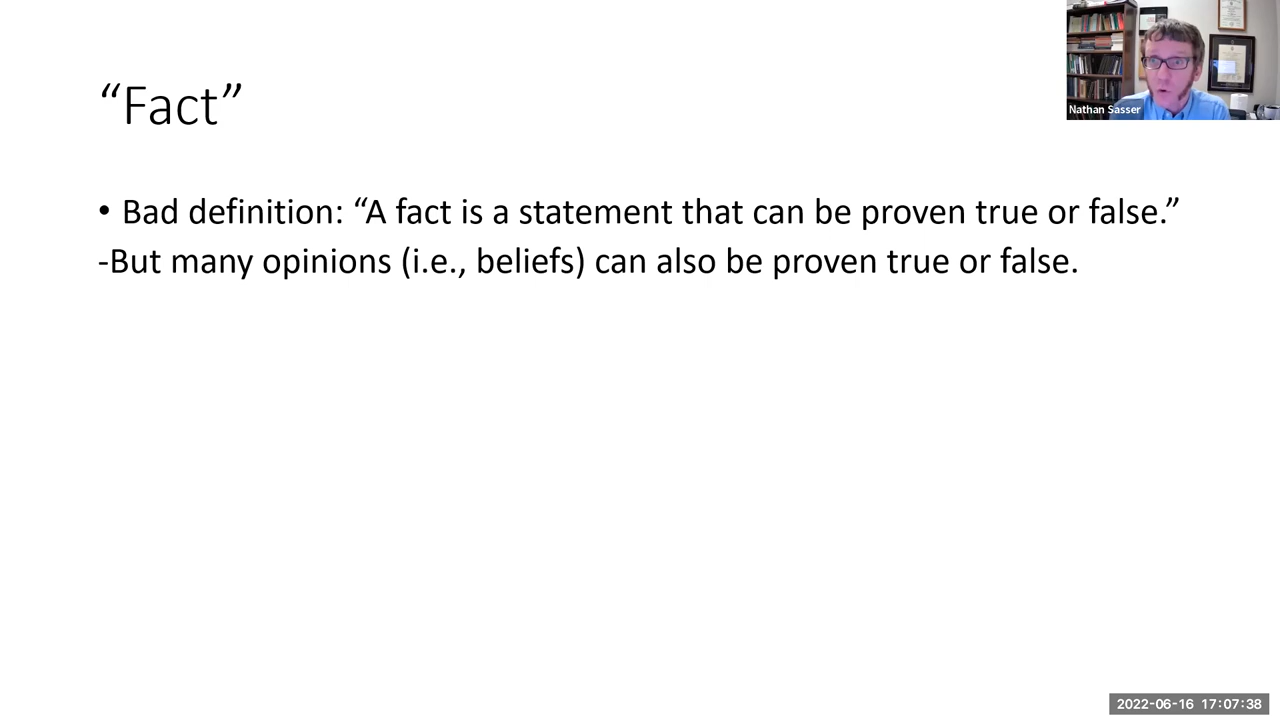 “Fact”
Nathan Sasser
• Bad definition: “A fact is a statement that can be proven true or false.”
-But many opinions (i.e., beliefs) can also be proven true or false.
2022-06-16 17:07:38